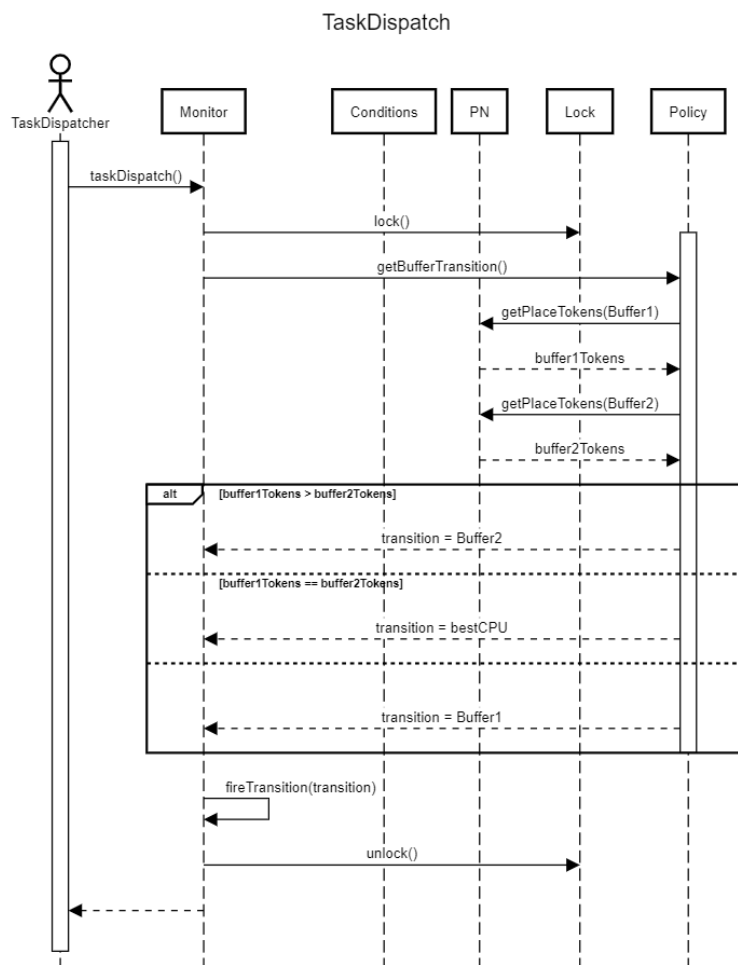 TaskDispatch
TaskDispatcher
Monitor
Conditions
PN
Lock
Policy
taskDispatch()
lock()
getBufferTransition()
getPlaceTokens(Buffer1)
buffer1Tokens
getPlaceTokens(Buffer2)
buffer2Tokens
alt
[buffer1Tokens > buffer2Tokens]
transition = Buffer2
[buffer1Tokens == buffer2Tokens]
transition = bestCPU
transition = Buffer1
fireTransition(transition)
unlock()